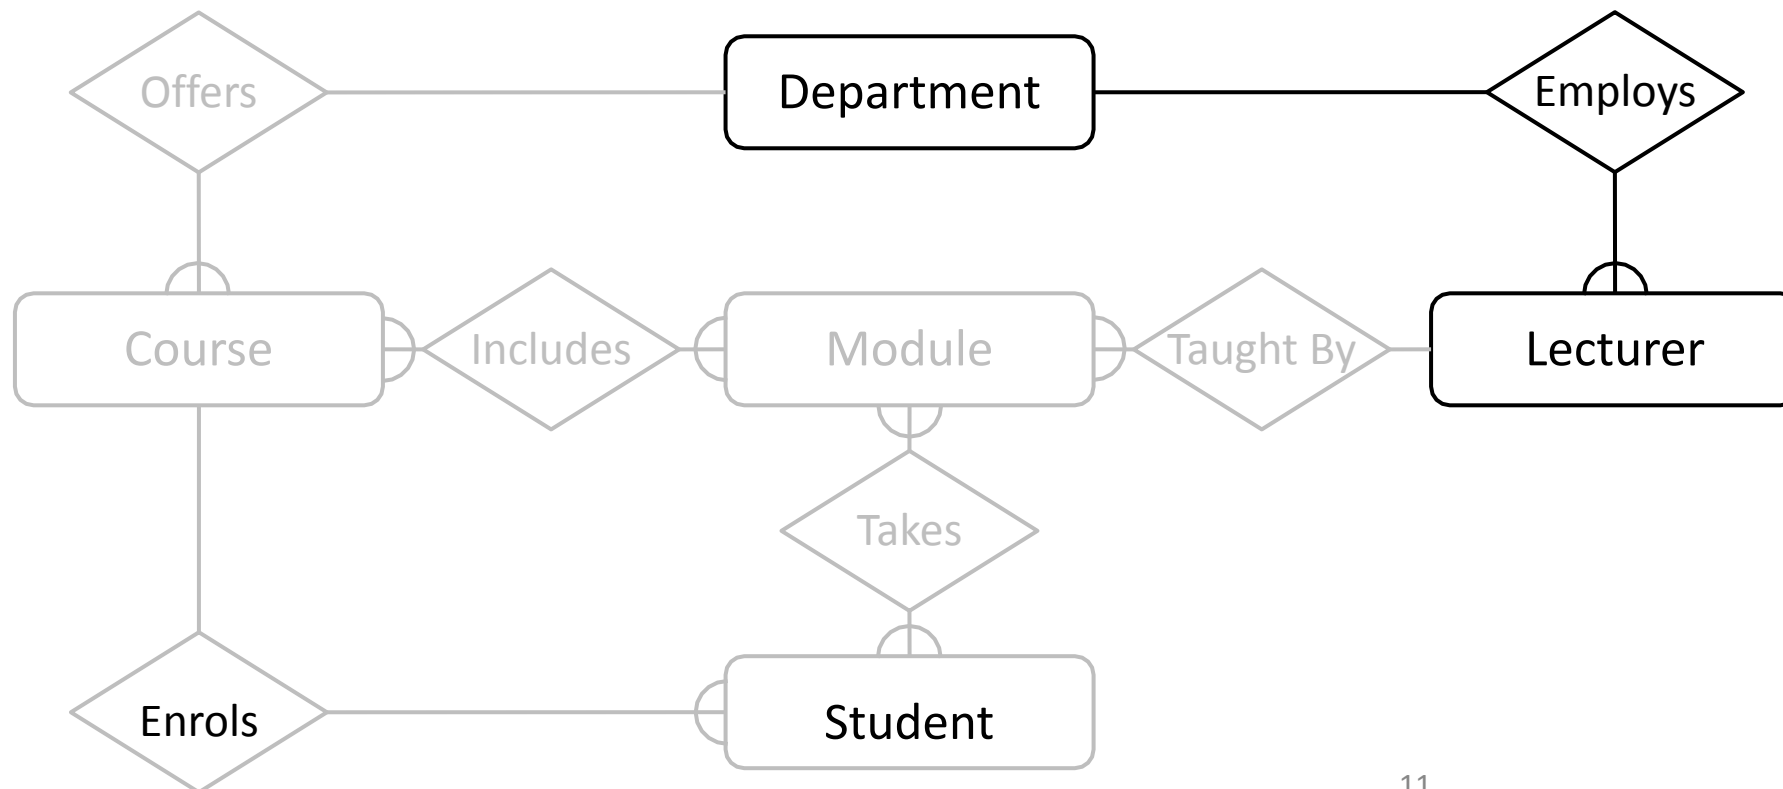 Offers
Department
Employs
Course
Includes
Module
Taught By
Lecturer
Takes
Enrols
Student
11